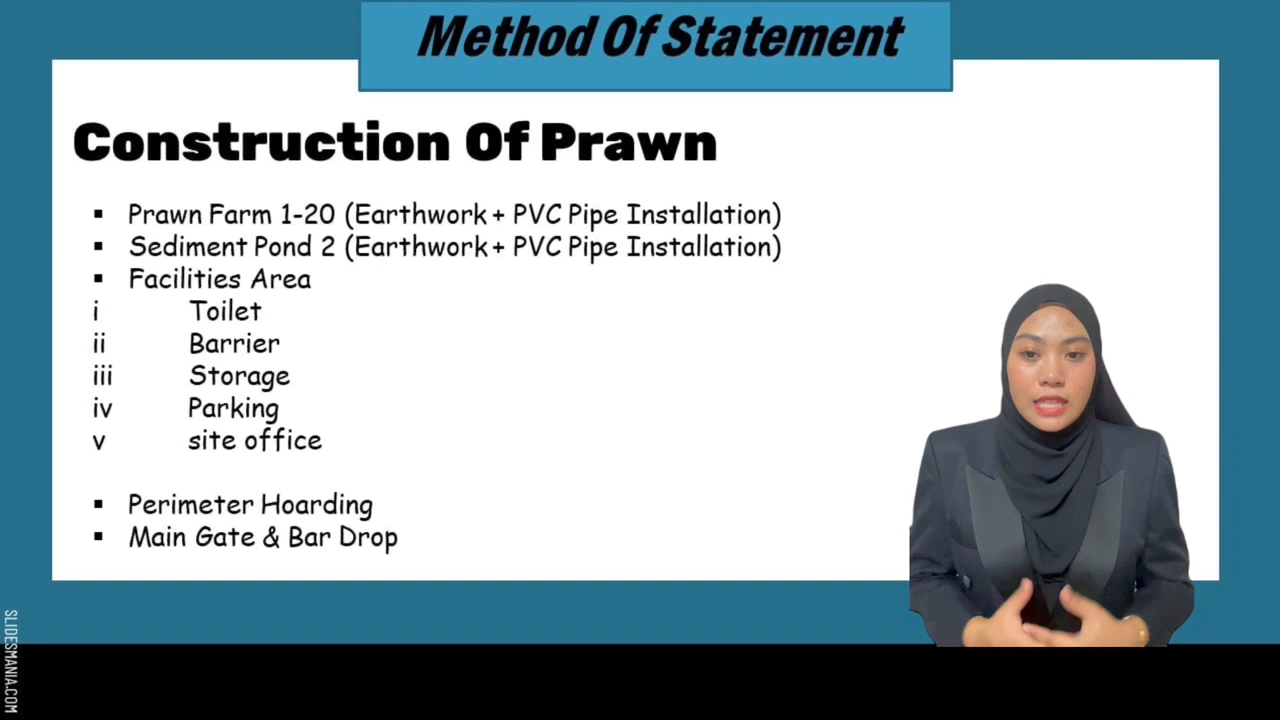 Method Of Statement
Construction Of Prawn
▪ Prawn Farm 1-20 (Earthwork + PVC Pipe Installation)
▪ Sediment Pond 2 (Earthwork + PVC Pipe Installation)
▪ Facilities Area
i Toilet
ii Barrier
iii Storage
iv Parking
v site office
▪ Perimeter Hoarding
▪ Main Gate & Bar Drop
SLIDESMANIA.COM